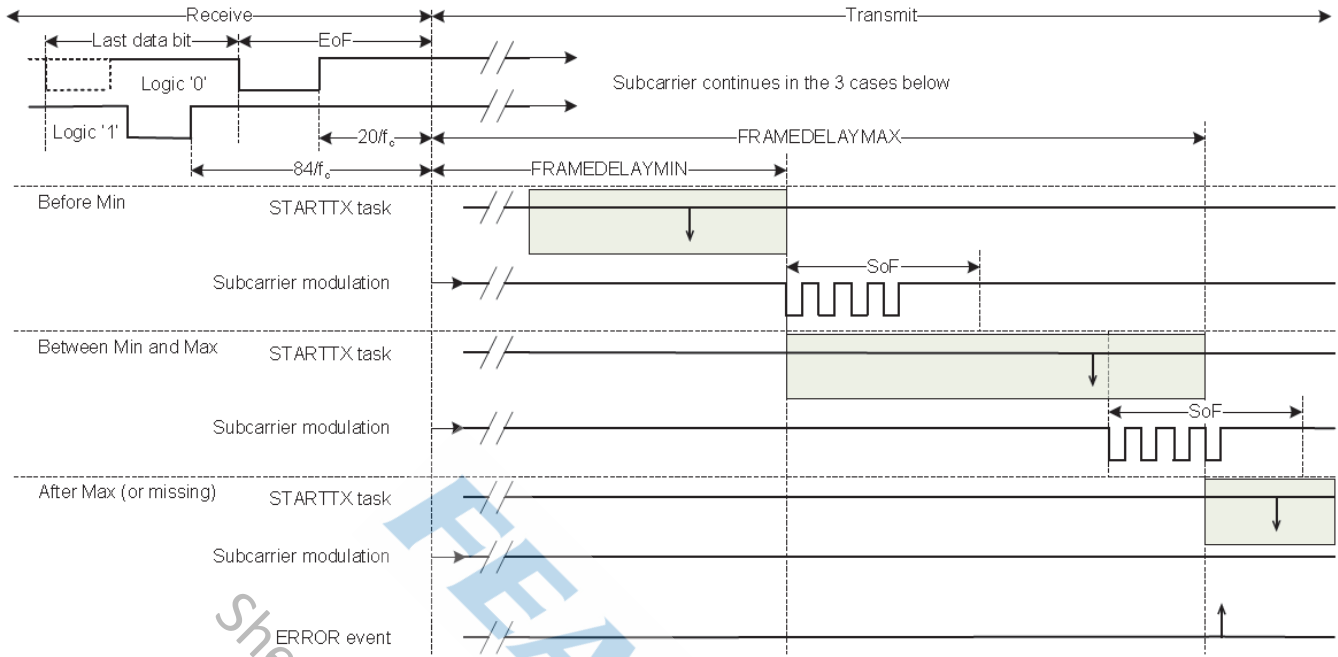 Receive
Transmit
Last data bit
EoF
Logic '0'
Subcarrier continues in the 3 cases below
Logic '1'
20/fc
FRAMEDELAYMAX
84/fc
FRAMEDELAYMIN
Before Min
STARTTX task
Subcarrier modulation
SoF
Between Min and Max
STARTTX task
Subcarrier modulation
SoF
After Max (or missing)
STARTTX task
Subcarrier modulation
ERROR event